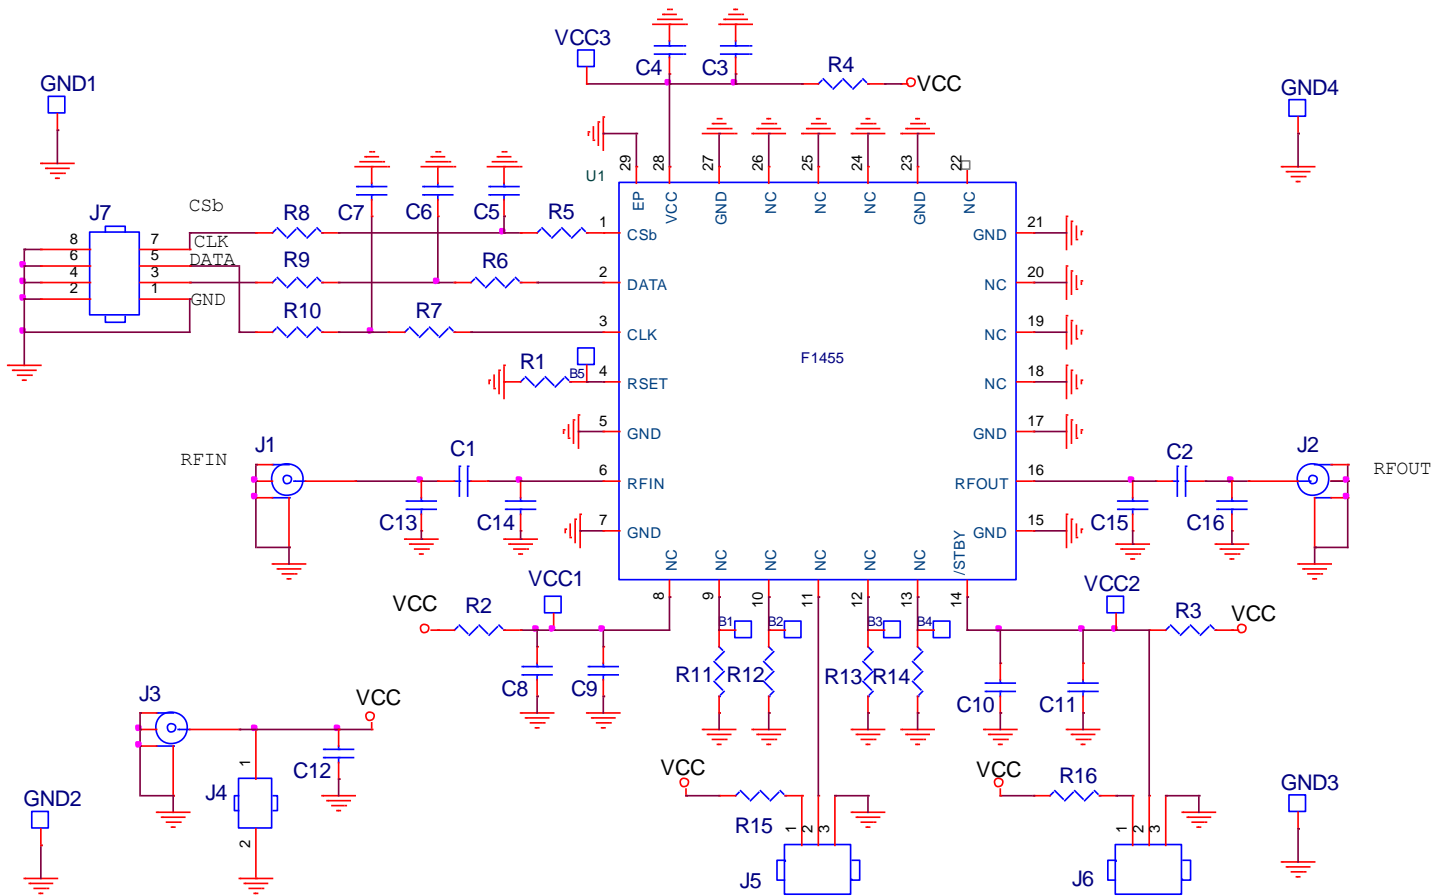 VCC3
C4
C3
R4
VCC
GND1
GND4
29
28
27
26
25
24
23
22
U1
EP
VCC
GND
NC
NC
NC
GND
NC
J7
CSb
R8
C7
C6
C5
R5
1
CSb
GND
21
8
7
CLK
6
5
DATA
R9
R6
2
DATA
NC
20
4
3
2
1
GND
R10
R7
3
CLK
NC
19
F1455
R1
B5
4
RSET
NC
18
5
GND
GND
17
RFIN
J1
C1
6
RFIN
RFOUT
16
C2
J2
RFOUT
C13
C14
7
GND
GND
15
C15
C16
NC
NC
NC
NC
NC
NC
/STBY
8
9
10
11
12
13
14
VCC
R2
VCC1
VCC2
R3
VCC
B1
B2
B3
B4
C8
C9
R11
R12
R13
R14
C10
C11
J3
VCC
C12
1
J4
2
GND2
VCC
R15
1
2
3
J5
VCC
R16
1
2
3
J6
GND3